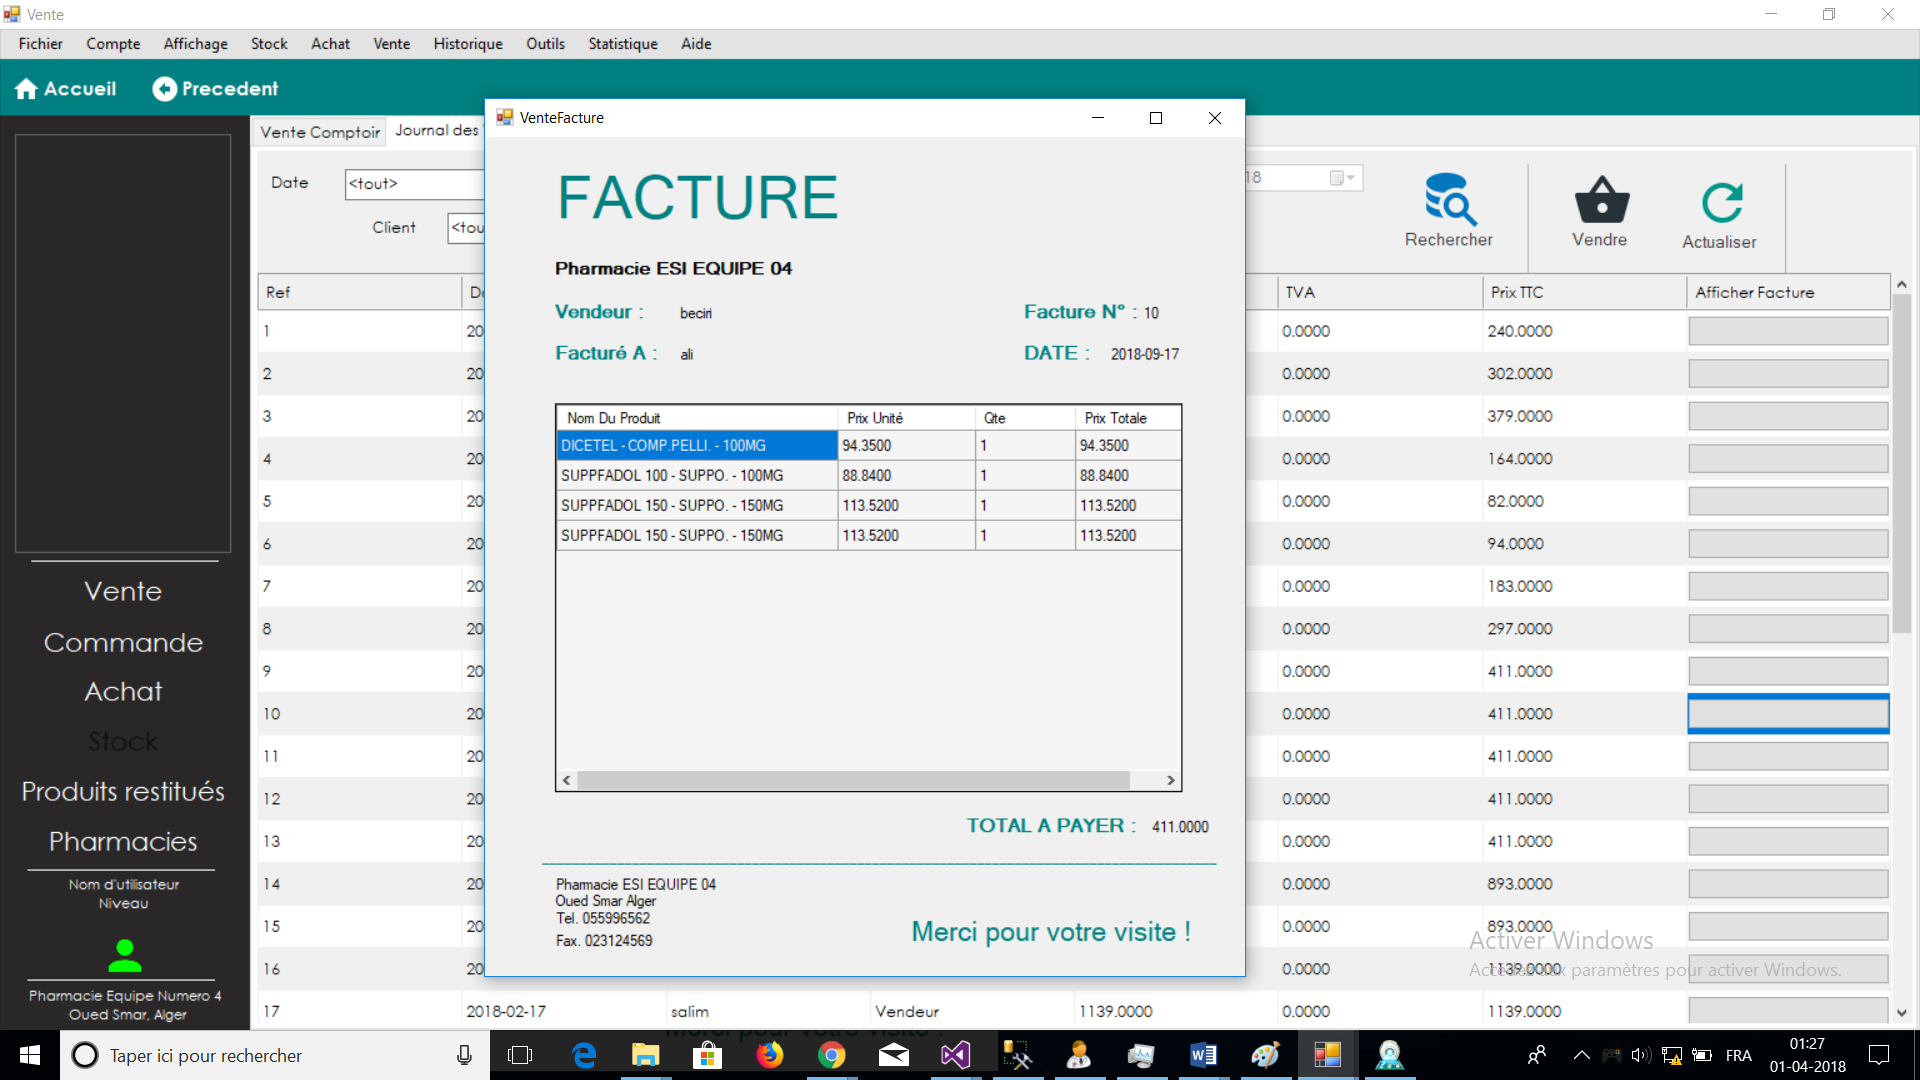 Vente
Fichier Compte Affichage Stock Achat Vente Historique Outils Statistique Aide
Accueil Precedent
Vente Comptoir Journal des
Date <tout> 18
Client <tou
Rechercher Vendre Actualiser
VenteFacture
FACTURE
Pharmacie ESI EQUIPE 04
Vendeur : beciri Facture N° : 10
Facturé A : ali DATE : 2018-09-17
Nom Du Produit Prix Unité Qte Prix Totale
DICETEL - COMP.PELLI. - 100MG 94.3500 1 94.3500
SUPPFADOL 100 - SUPPO. - 100MG 88.8400 1 88.8400
SUPPFADOL 150 - SUPPO. - 150MG 113.5200 1 113.5200
SUPPFADOL 150 - SUPPO. - 150MG 113.5200 1 113.5200
TOTAL A PAYER : 411.0000
Pharmacie ESI EQUIPE 04
Oued Smar Alger
Tel. 055996562
Fax. 023124569
Merci pour votre visite !
Ref TVA Prix TTC Afficher Facture
1 20 0.0000 240.0000
2 20 0.0000 302.0000
3 20 0.0000 379.0000
4 20 0.0000 164.0000
5 20 0.0000 82.0000
6 20 0.0000 94.0000
7 20 0.0000 183.0000
8 20 0.0000 297.0000
9 20 0.0000 411.0000
10 20 0.0000 411.0000
11 20 0.0000 411.0000
12 20 0.0000 411.0000
13 20 0.0000 411.0000
14 20 0.0000 893.0000
15 20 0.0000 893.0000
16 20 0.0000 1139.0000
17 2018-02-17 salim Vendeur 1139.0000 0.0000 1139.0000
Vente
Commande
Achat
Stock
Produits restitués
Pharmacies
Nom d'utilisateur
Niveau
Pharmacie Equipe Numero 4
Oued Smar, Alger
Activer Windows
Accédez aux paramètres pour activer Windows.
Taper ici pour rechercher
FRA
01:27
01-04-2018